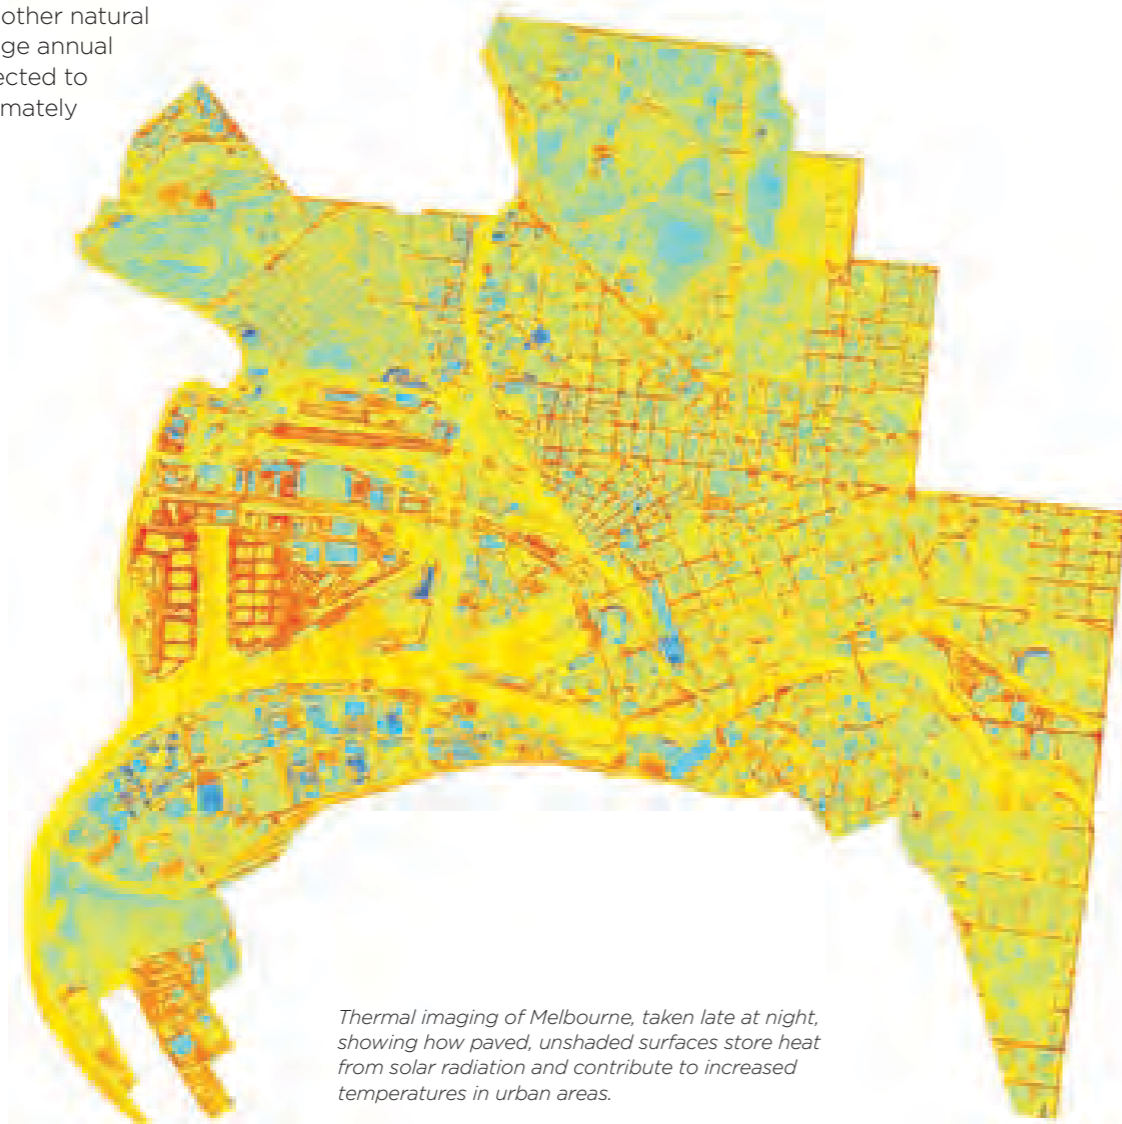 other natural
ge annual
ected to
mately
Thermal imaging of Melbourne, taken late at night,
showing how paved, unshaded surfaces store heat
from solar radiation and contribute to increased
temperatures in urban areas.